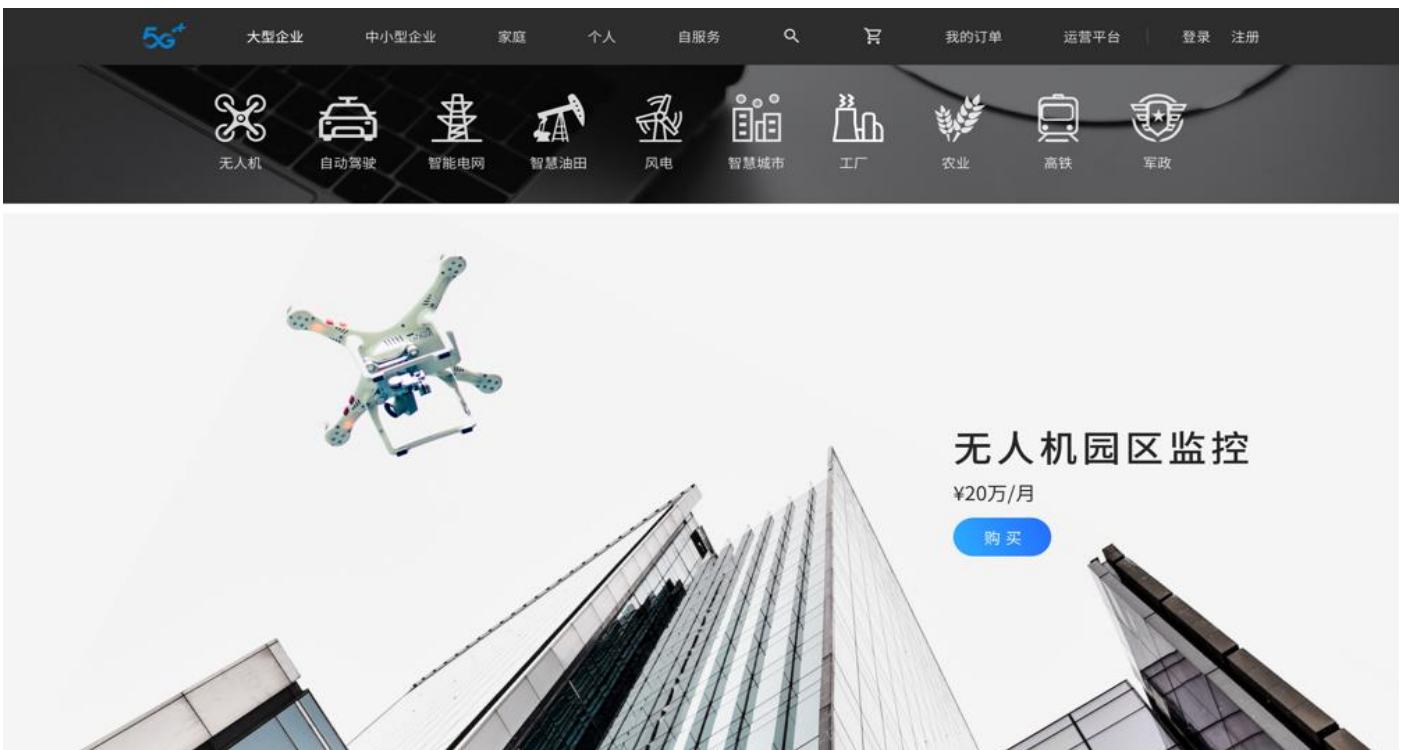 5G+ 大型企业 中小型企业 家庭 个人 自服务 我的订单 运营平台 登录 注册
无人机 自动驾驶 智能电网 智慧油田 风电 智慧城市 工厂 农业 高铁 军政
无人机园区监控
¥20万/月
购买